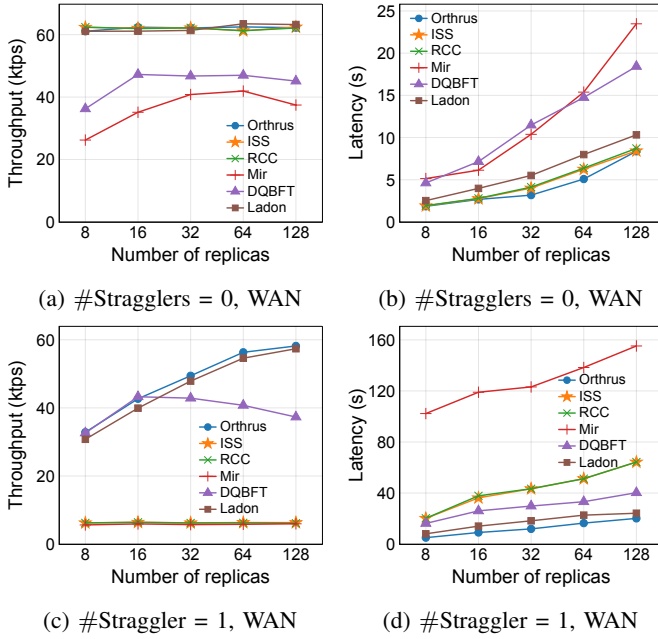 Throughput (ktps)
60
40
20
0
8
16
32
64
128
Number of replicas
Orthrus
ISS
RCC
Mir
DQBFT
Ladon
(a) #Stragglers = 0, WAN
Latency (s)
25
20
15
10
5
0
8
16
32
64
128
Number of replicas
Orthrus
ISS
RCC
Mir
DQBFT
Ladon
(b) #Stragglers = 0, WAN
Throughput (ktps)
60
40
20
0
8
16
32
64
128
Number of replicas
Orthrus
ISS
RCC
Mir
DQBFT
Ladon
(c) #Straggler = 1, WAN
Latency (s)
160
120
80
40
0
8
16
32
64
128
Number of replicas
Orthrus
ISS
RCC
Mir
DQBFT
Ladon
(d) #Straggler = 1, WAN